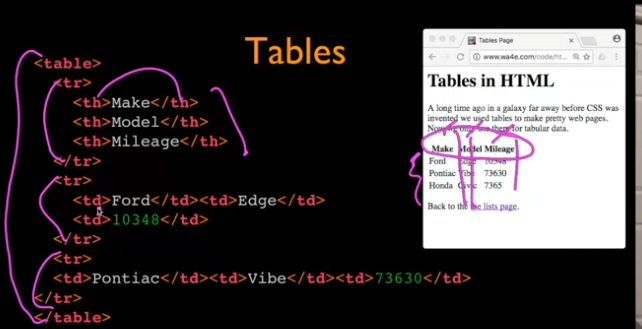 Tables
<table>
<tr>
<th>Make</th>
<th>Model</th>
<th>Mileage</th>
</tr>
<tr>
<td>Ford</td><td>Edge</td>
<td>10348</td>
</tr>
<tr>
<td>Pontiac</td><td>Vibe</td><td>73630</td>
</tr>
</table>
Tables Page
www.wa4e.com/code/ht...
Tables in HTML
A long time ago in a galaxy far away before CSS was
invented we used tables to make pretty web pages.
Now only there for tabular data.
Make Model Mileage
Ford Edge 10348
Pontiac Vibe 73630
Honda Civic 7365
Back to the lists page.